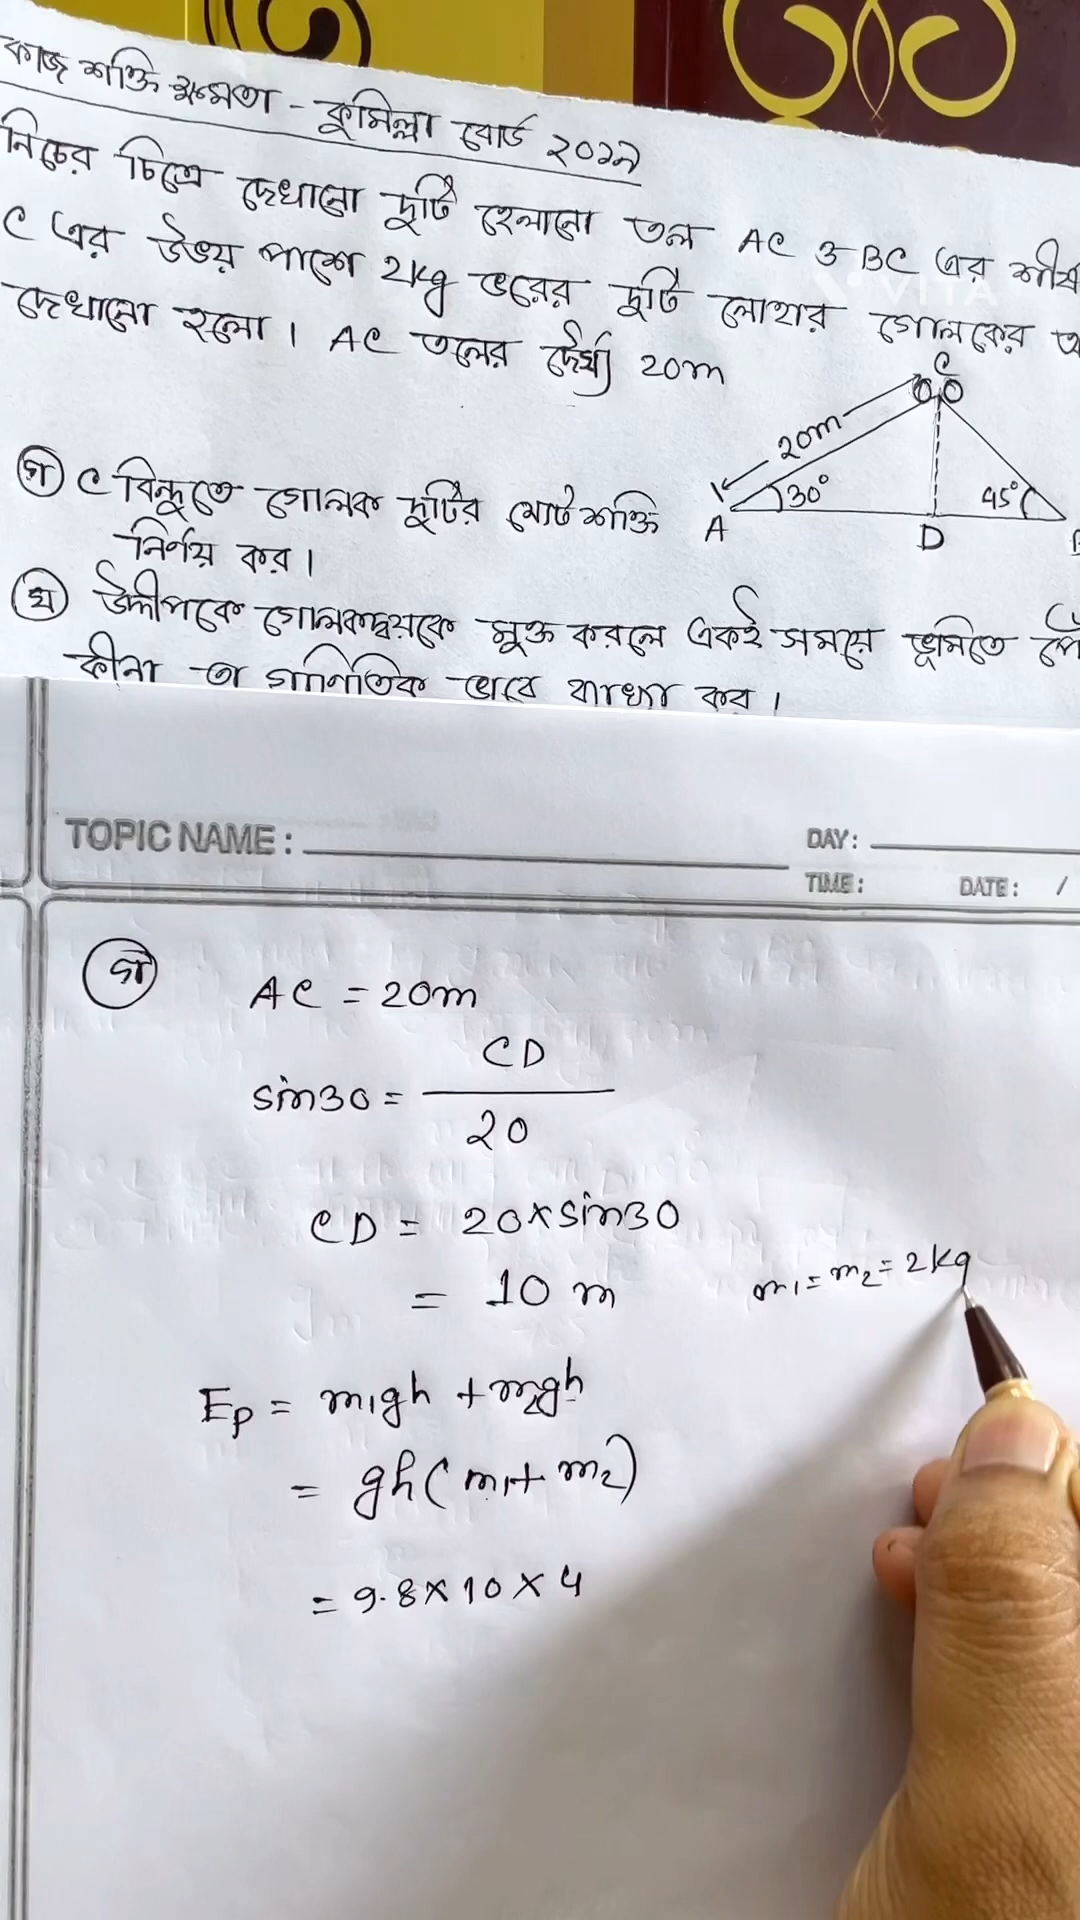 কাজ শক্তি ক্ষমতা - কুমিল্লা বোর্ড ২০১৯
নিচের চিত্রে দেখানো দুটি হেলানো তল AC ও BC এর শীর্ষ
C এর উভয় পাশে 2kg ভরের দুটি লোহার গোলকের
দেখানো হলো। AC তলের দৈর্ঘ্য 20m
VITA
C
20m
30°
45°
A
D
গ C বিন্দুতে গোলক দুটির মোট শক্তি
নির্ণয় কর।
ঘ উদ্দীপকে গোলকদ্বয়কে মুক্ত করলে একই সময়ে ভূমিতে
কীনা তা গানিতিক ভাবে ব্যাখ্যা কর।
TOPIC NAME :
DAY :
TIME :
DATE : /
গ
AC = 20m
sin30 = CD / 20
CD = 20×sin30
= 10 m
m1 = m2 = 2kg
Ep = m1gh + m2gh
= gh(m1+ m2)
= 9.8×10×4